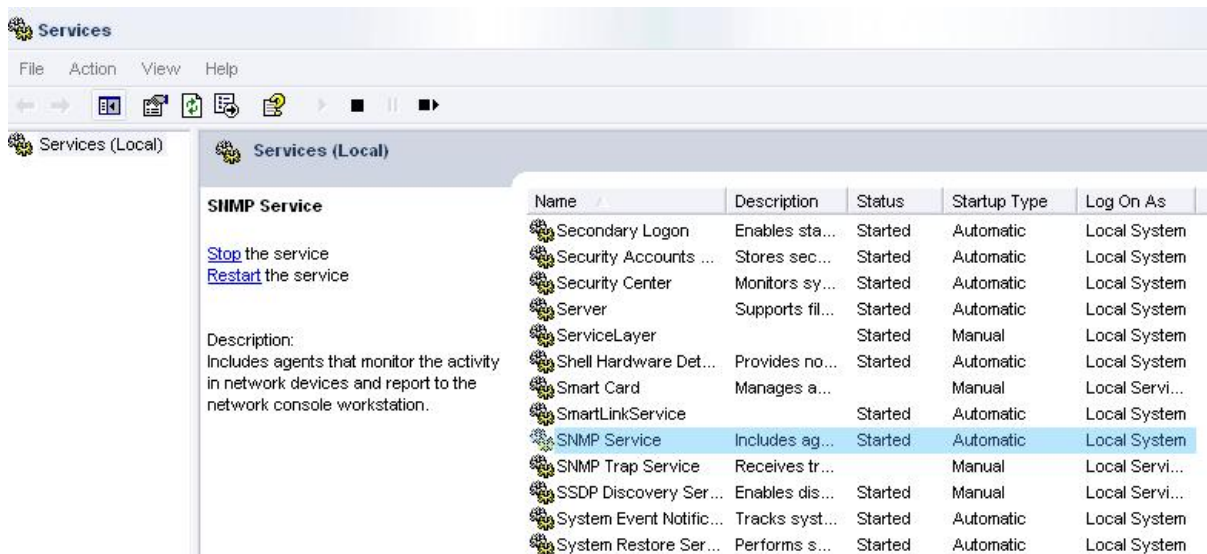 Services
File Action View Help
Services (Local)
Services (Local)
SNMP Service
Stop the service
Restart the service
Description:
Includes agents that monitor the activity
in network devices and report to the
network console workstation.
Name Description Status Startup Type Log On As
Secondary Logon Enables sta... Started Automatic Local System
Security Accounts ... Stores sec... Started Automatic Local System
Security Center Monitors sy... Started Automatic Local System
Server Supports fil... Started Automatic Local System
ServiceLayer Started Manual Local System
Shell Hardware Det... Provides no... Started Automatic Local System
Smart Card Manages a... Manual Local Servi...
SmartLinkService Started Automatic Local System
SNMP Service Includes ag... Started Automatic Local System
SNMP Trap Service Receives tr... Manual Local Servi...
SSDP Discovery Ser... Enables dis... Started Manual Local Servi...
System Event Notific... Tracks syst... Started Automatic Local System
System Restore Ser... Performs s... Started Automatic Local System